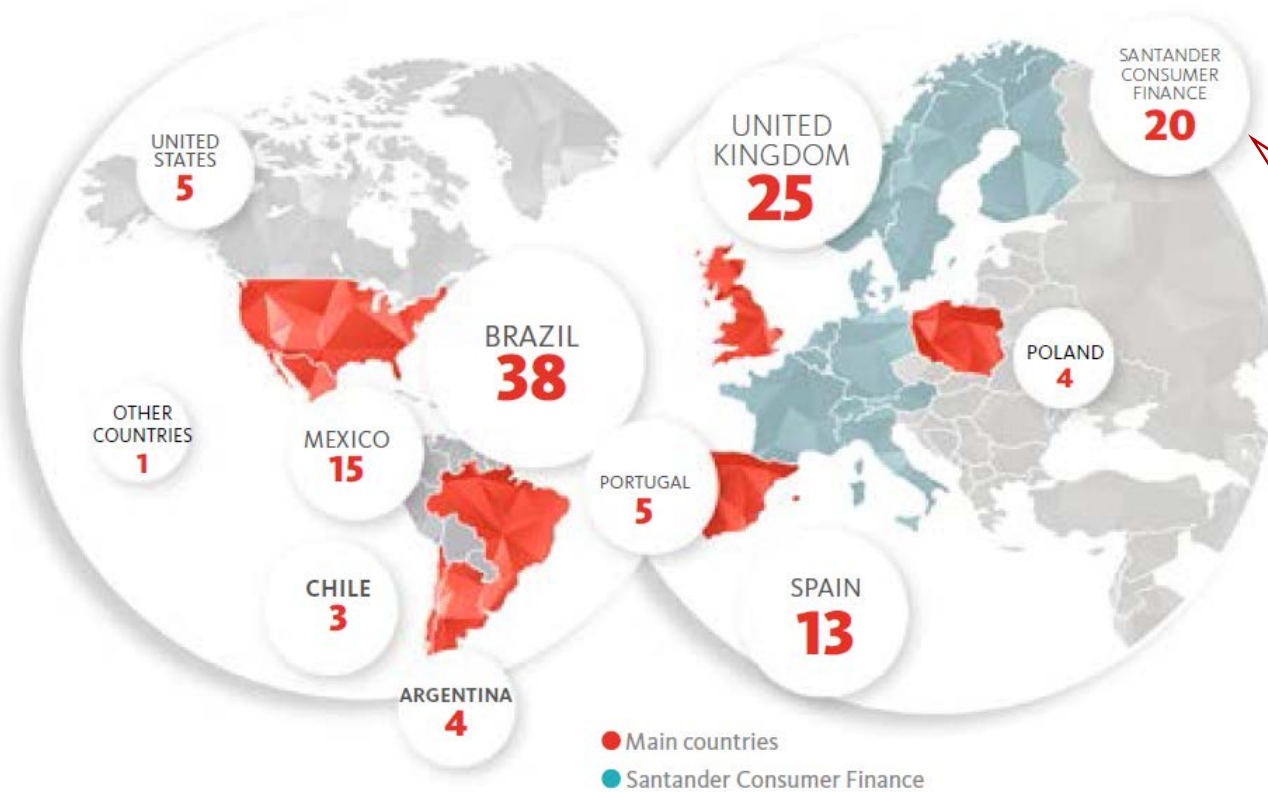 UNITED
STATES
5
BRAZIL
38
OTHER
COUNTRIES
1
MEXICO
15
CHILE
3
ARGENTINA
4
SANTANDER
CONSUMER
FINANCE
20
UNITED
KINGDOM
25
POLAND
4
PORTUGAL
5
SPAIN
13
Main countries
Santander Consumer Finance